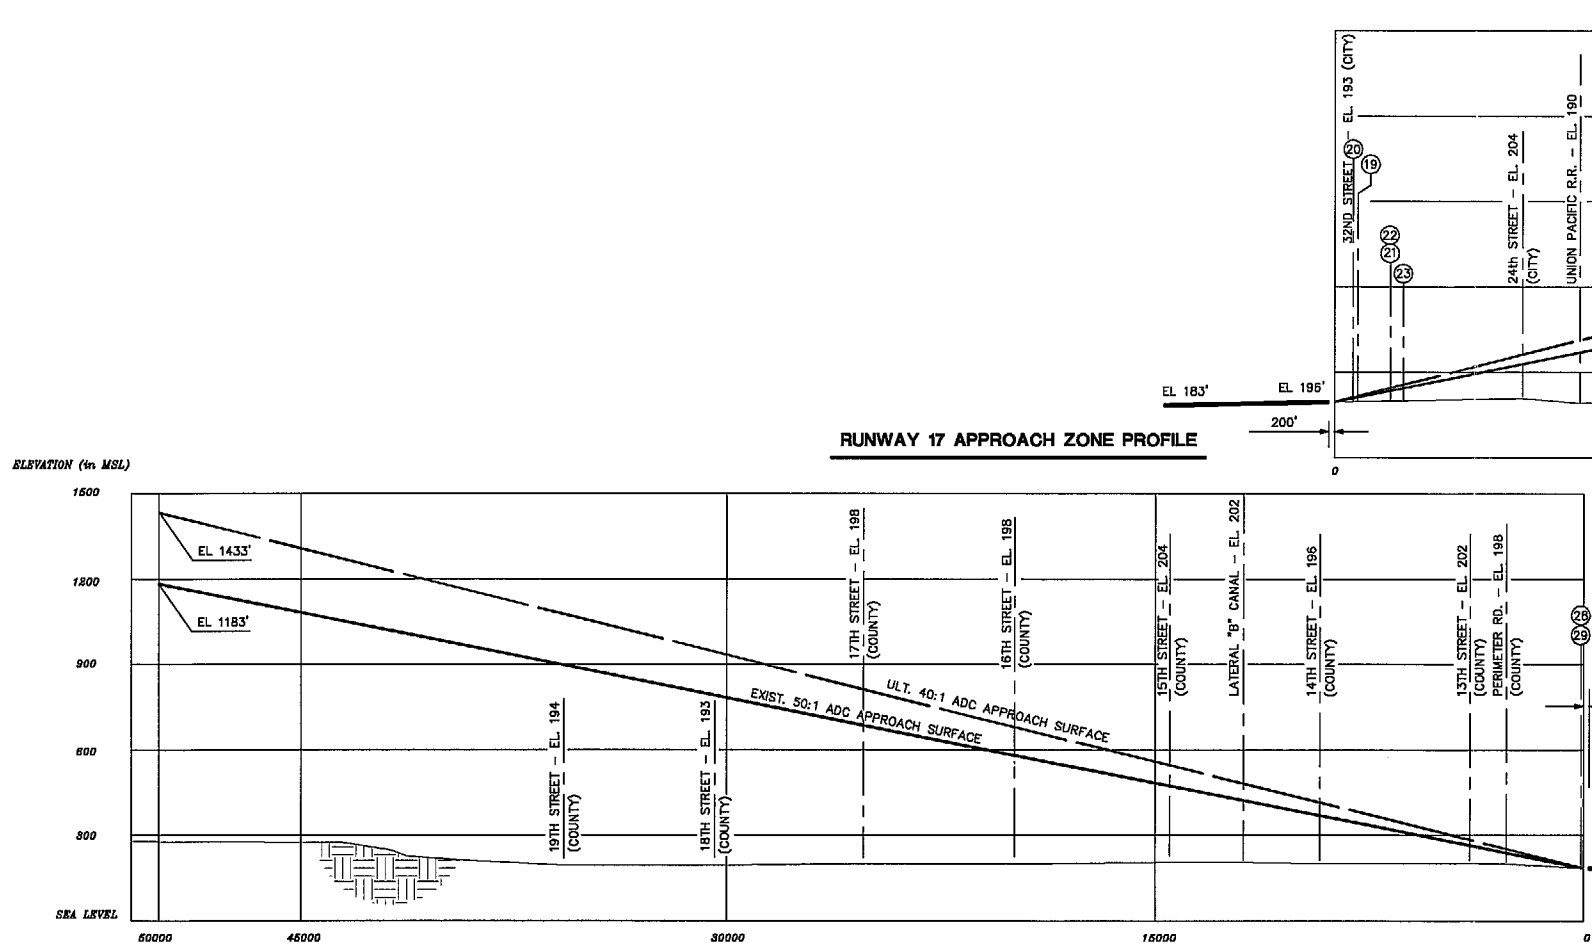 32ND STREET - EL. 193 (CITY)
20
19
22
21
23
24th STREET - EL. 204
(CITY)
UNION PACIFIC R.R. - EL. 190
EL 183'
EL 196'
200'
0
RUNWAY 17 APPROACH ZONE PROFILE
ELEVATION (in MSL)
1500
1200
900
600
300
SEA LEVEL
EL 1433'
EL 1183'
19TH STREET - EL. 194
(COUNTY)
18TH STREET - EL. 193
(COUNTY)
EXIST. 50:1 ADC APPROACH SURFACE
ULT. 40:1 ADC APPROACH SURFACE
17TH STREET - EL. 198
(COUNTY)
16TH STREET - EL. 198
(COUNTY)
15TH STREET - EL. 204
(COUNTY)
LATERAL "B" CANAL - EL. 202
14TH STREET - EL. 196
(COUNTY)
13TH STREET - EL. 202
(COUNTY)
PERIMETER RD. - EL. 198
(COUNTY)
28
29
50000
45000
30000
15000
0